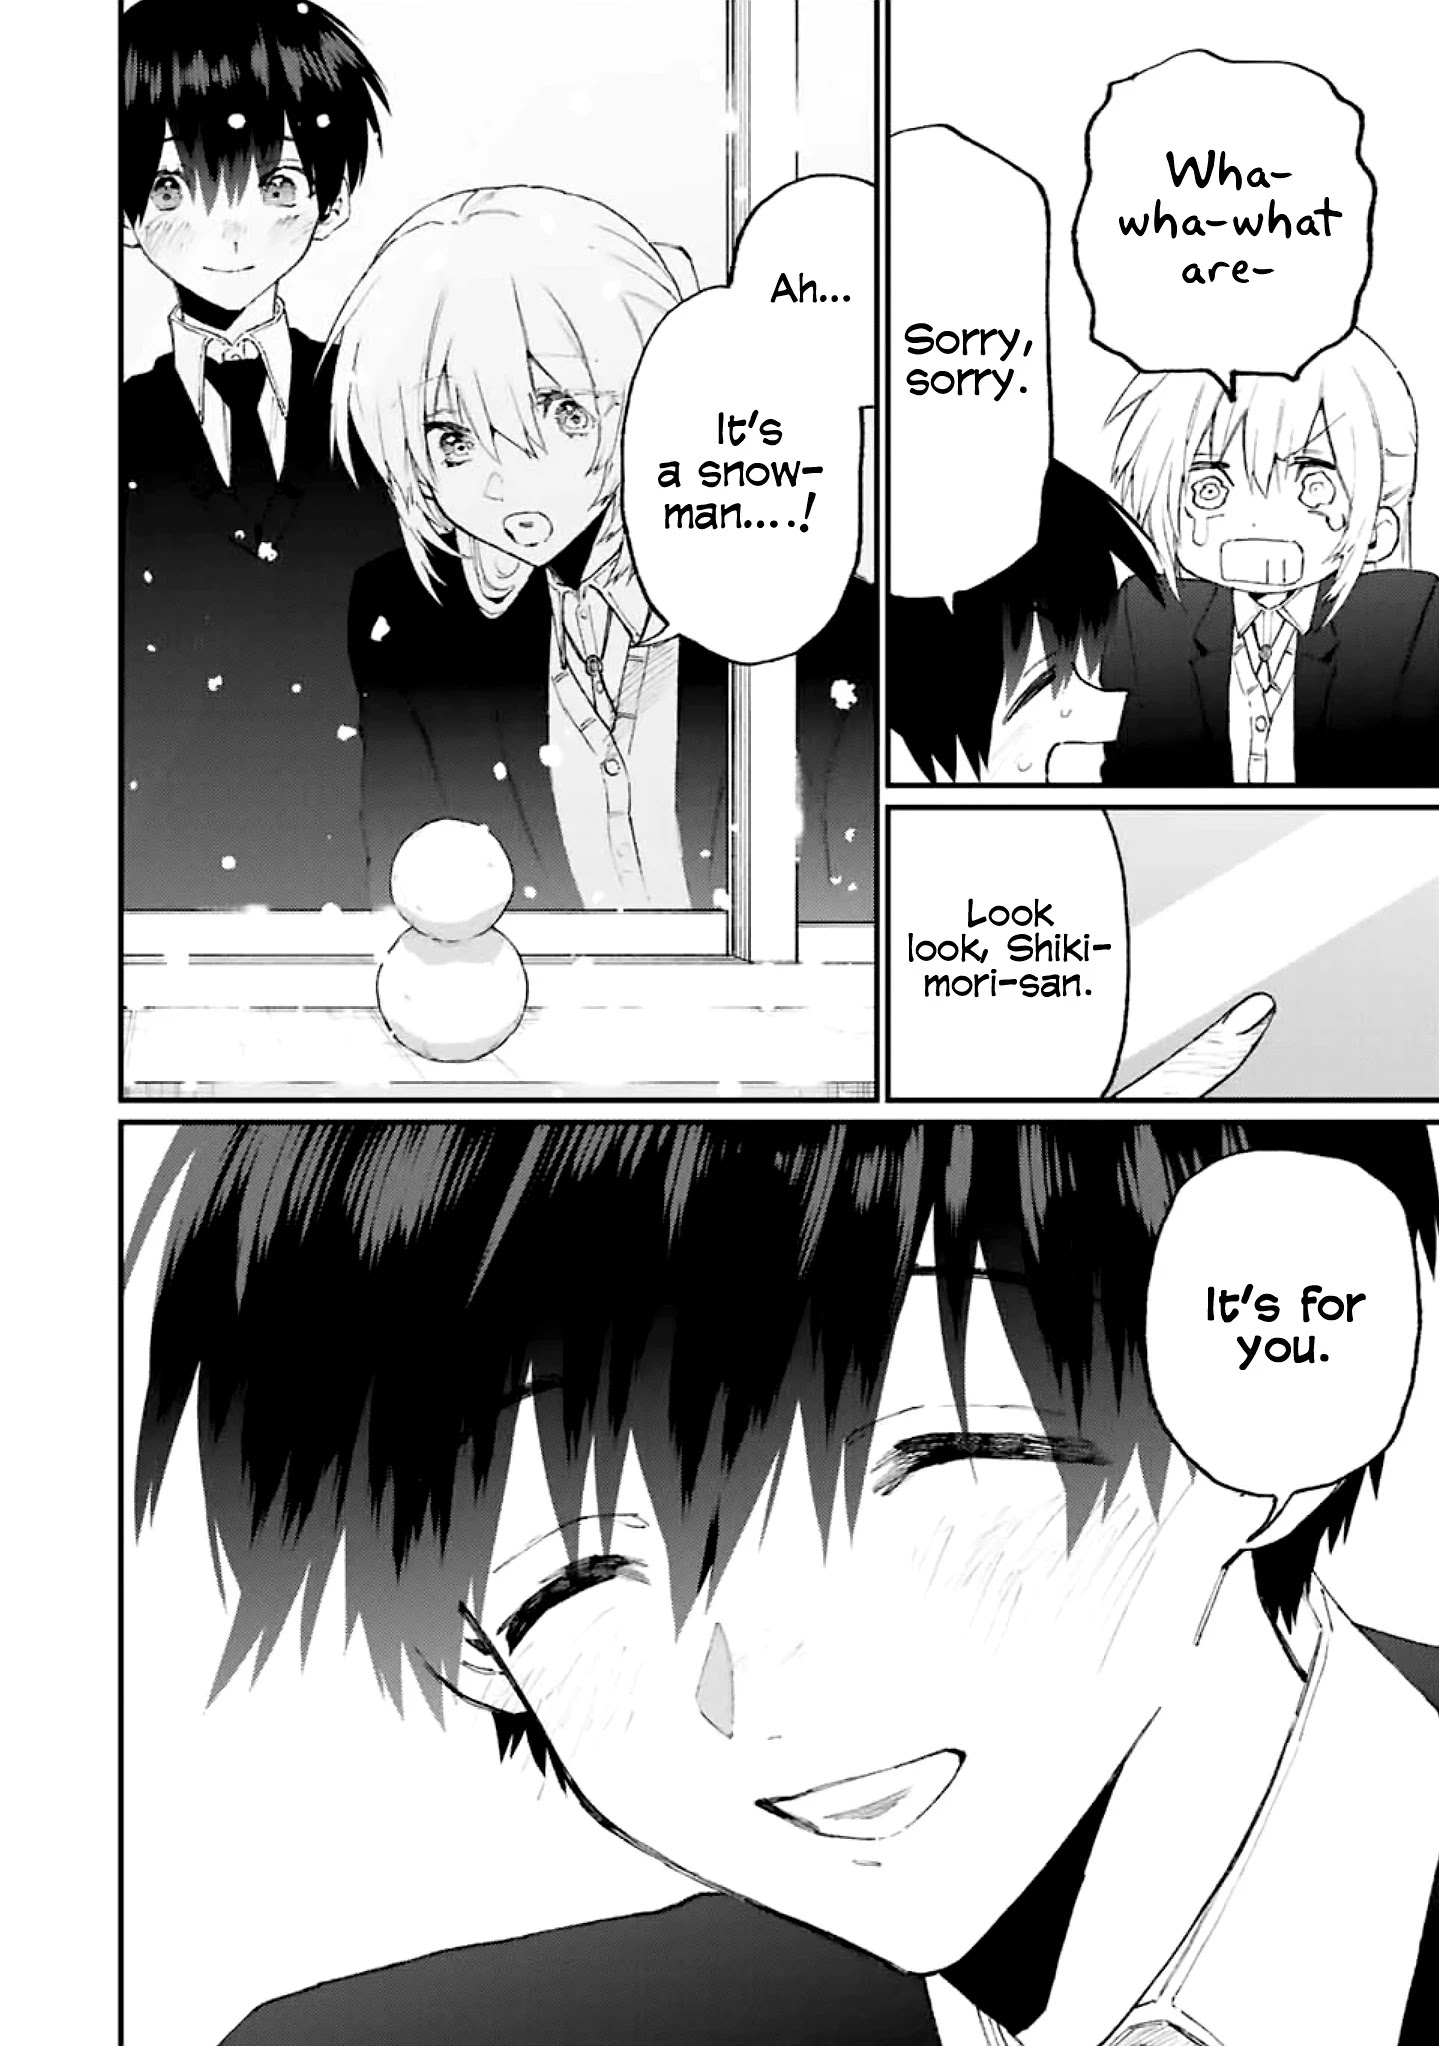 Wha-
wha-what
are-
Sorry,
sorry.
Look
look, Shiki-
mori-san.
Ah...
It's
a snow-
man....!
It's for
you.